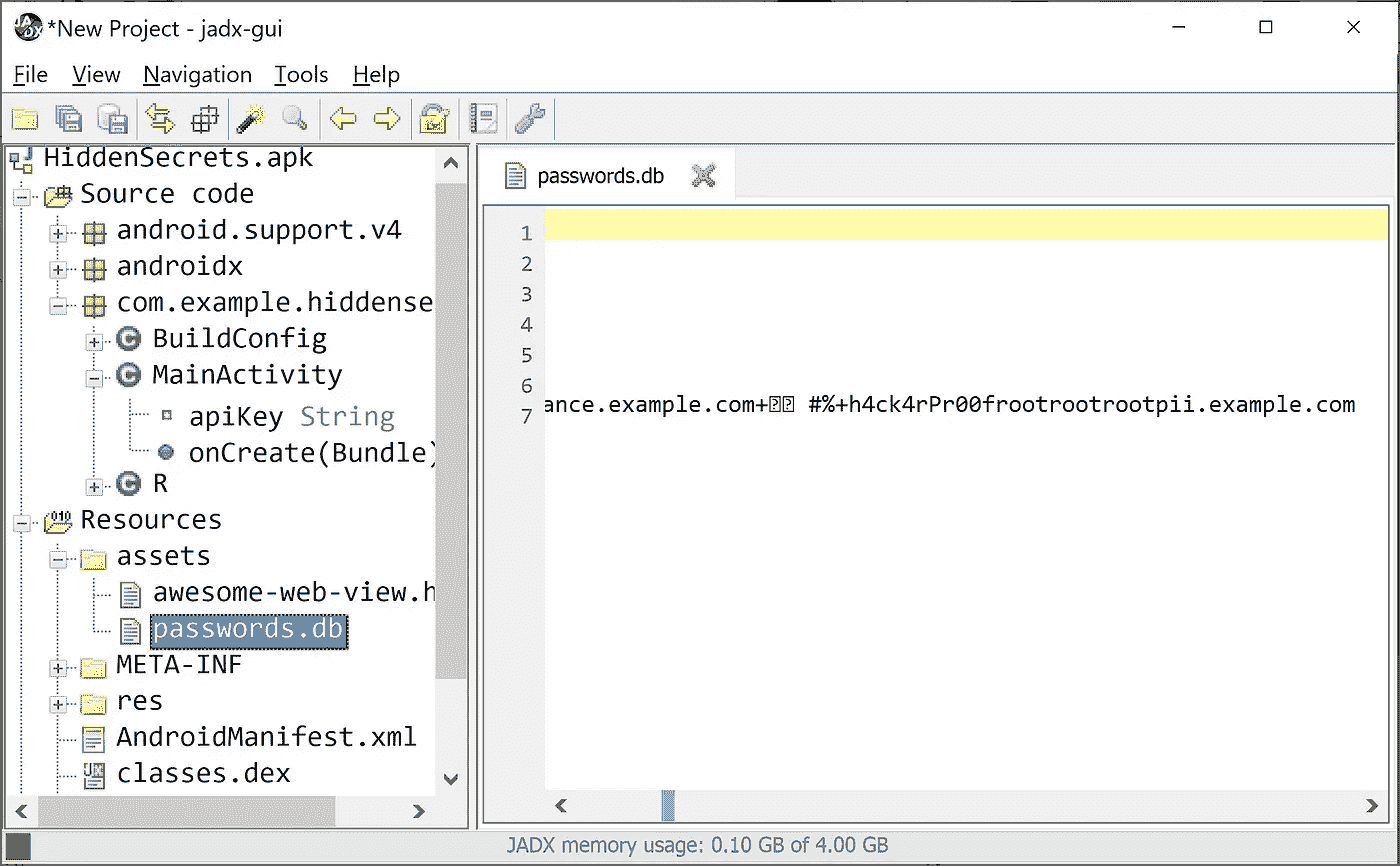 *New Project - jadx-gui
File View Navigation Tools Help
HiddenSecrets.apk
Source code
android.support.v4
androidx
com.example.hiddense
BuildConfig
MainActivity
apiKey String
onCreate(Bundle)
R
Resources
assets
awesome-web-view.h
passwords.db
META-INF
res
AndroidManifest.xml
classes.dex
passwords.db
1
2
3
4
5
6
7 ance.example.com+ #%+h4ck4rPr00frootrootrootpii.example.com
JADX memory usage: 0.10 GB of 4.00 GB